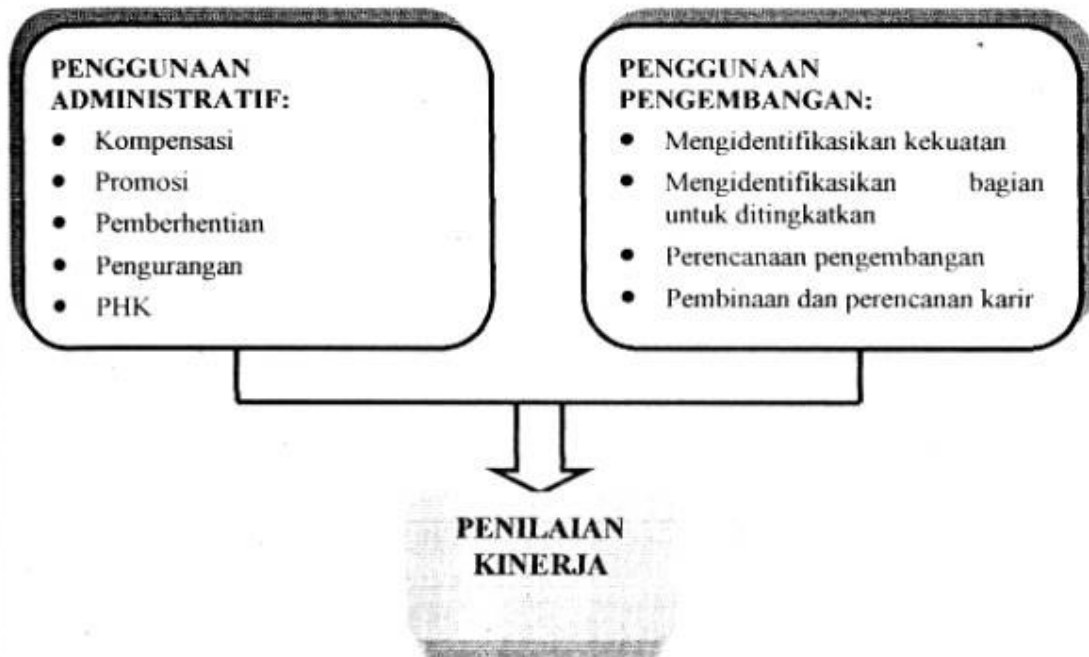 PENGGUNAAN
ADMINISTRATIF:
• Kompensasi
• Promosi
• Pemberhentian
• Pengurangan
• PHK
PENGGUNAAN
PENGEMBANGAN:
• Mengidentifikasikan kekuatan
• Mengidentifikasikan bagian
untuk ditingkatkan
• Perencanaan pengembangan
• Pembinaan dan perencanan karir
PENILAIAN
KINERJA